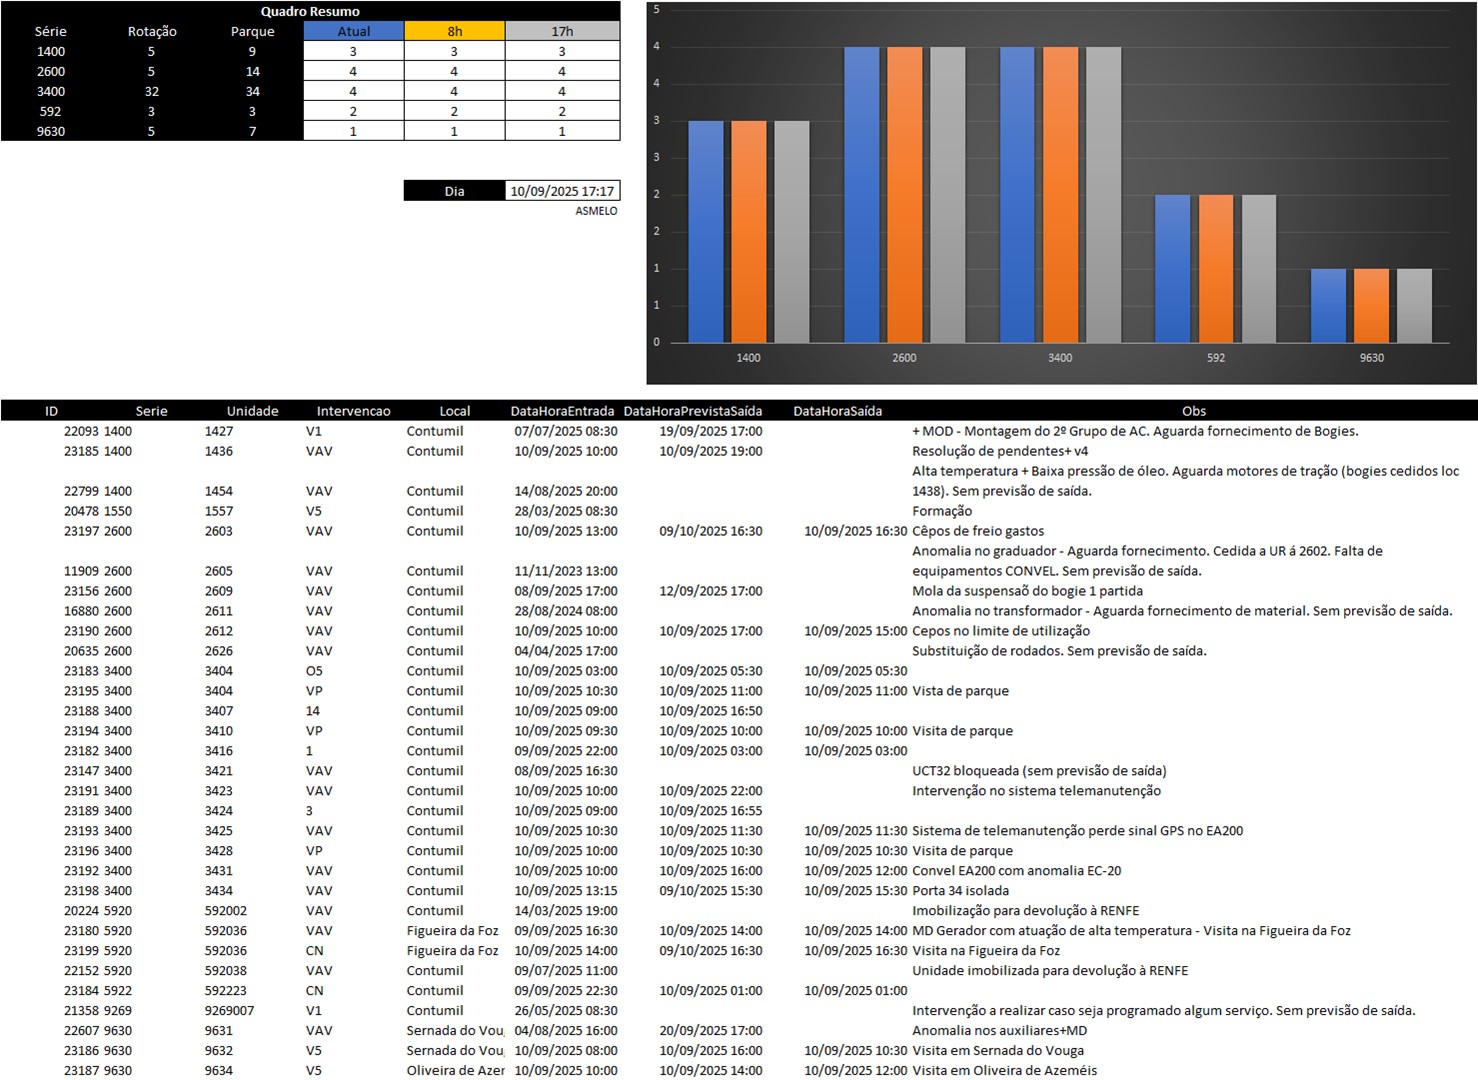 Quadro Resumo
Série Rotação Parque Atual 8h 17h
1400 5 9 3 3 3
2600 5 14 4 4 4
3400 32 34 4 4 4
592 3 3 2 2 2
9630 5 7 1 1 1
Dia 10/09/2025 17:17
ASMELO
5
4
4
3
3
2
2
1
1
0
1400 2600 3400 592 9630
ID Serie Unidade Intervencao Local DataHoraEntrada DataHoraPrevistaSaída DataHoraSaída Obs
22093 1400 1427 V1 Contumil 07/07/2025 08:30 19/09/2025 17:00 + MOD - Montagem do 2º Grupo de AC. Aguarda fornecimento de Bogies.
23185 1400 1436 VAV Contumil 10/09/2025 10:00 10/09/2025 19:00 Resolução de pendentes+ v4
Alta temperatura + Baixa pressão de óleo. Aguarda motores de tração (bogies cedidos loc
22799 1400 1454 VAV Contumil 14/08/2025 20:00 1438). Sem previsão de saída.
20478 1550 1557 V5 Contumil 28/03/2025 08:30 Formação
23197 2600 2603 VAV Contumil 10/09/2025 13:00 09/10/2025 16:30 10/09/2025 16:30 Cêpos de freio gastos
Anomalia no graduador - Aguarda fornecimento. Cedida a UR á 2602. Falta de
11909 2600 2605 VAV Contumil 11/11/2023 13:00 equipamentos CONVEL. Sem previsão de saída.
23156 2600 2609 VAV Contumil 08/09/2025 17:00 12/09/2025 17:00 Mola da suspensaõ do bogie 1 partida
16880 2600 2611 VAV Contumil 28/08/2024 08:00 Anomalia no transformador - Aguarda fornecimento de material. Sem previsão de saída.
23190 2600 2612 VAV Contumil 10/09/2025 10:00 10/09/2025 17:00 10/09/2025 15:00 Cepos no limite de utilização
20635 2600 2626 VAV Contumil 04/04/2025 17:00 Substituição de rodados. Sem previsão de saída.
23183 3400 3404 O5 Contumil 10/09/2025 03:00 10/09/2025 05:30 10/09/2025 05:30
23195 3400 3404 VP Contumil 10/09/2025 10:30 10/09/2025 11:00 10/09/2025 11:00 Vista de parque
23188 3400 3407 14 Contumil 10/09/2025 09:00 10/09/2025 16:50
23194 3400 3410 VP Contumil 10/09/2025 09:30 10/09/2025 10:00 10/09/2025 10:00 Visita de parque
23182 3400 3416 1 Contumil 09/09/2025 22:00 10/09/2025 03:00 10/09/2025 03:00
23147 3400 3421 VAV Contumil 08/09/2025 16:30 UCT32 bloqueada (sem previsão de saída)
23191 3400 3423 VAV Contumil 10/09/2025 10:00 10/09/2025 22:00 Intervenção no sistema telemanutenção
23189 3400 3424 3 Contumil 10/09/2025 09:00 10/09/2025 16:55
23193 3400 3425 VAV Contumil 10/09/2025 10:30 10/09/2025 11:30 10/09/2025 11:30 Sistema de telemanutenção perde sinal GPS no EA200
23196 3400 3428 VP Contumil 10/09/2025 10:00 10/09/2025 10:30 10/09/2025 10:30 Visita de parque
23192 3400 3431 VAV Contumil 10/09/2025 10:00 10/09/2025 16:00 10/09/2025 12:00 Convel EA200 com anomalia EC-20
23198 3400 3434 VAV Contumil 10/09/2025 13:15 09/10/2025 15:30 10/09/2025 15:30 Porta 34 isolada
20224 5920 592002 VAV Contumil 14/03/2025 19:00 Imobilização para devolução à RENFE
23180 5920 592036 VAV Figueira da Foz 09/09/2025 16:30 10/09/2025 14:00 10/09/2025 14:00 MD Gerador com atuação de alta temperatura - Visita na Figueira da Foz
23199 5920 592036 CN Figueira da Foz 10/09/2025 14:00 09/10/2025 16:30 10/09/2025 16:30 Visita na Figueira da Foz
22152 5920 592038 VAV Contumil 09/07/2025 11:00 Unidade imobilizada para devolução à RENFE
23184 5922 592223 CN Contumil 09/09/2025 22:30 10/09/2025 01:00 10/09/2025 01:00
21358 9269 9269007 V1 Contumil 26/05/2025 08:30 Intervenção a realizar caso seja programado algum serviço. Sem previsão de saída.
22607 9630 9631 VAV Sernada do Vou 04/08/2025 16:00 20/09/2025 17:00 Anomalia nos auxiliares+MD
23186 9630 9632 V5 Sernada do Vou 10/09/2025 08:00 10/09/2025 16:00 10/09/2025 10:30 Visita em Sernada do Vouga
23187 9630 9634 V5 Oliveira de Azer 10/09/2025 10:00 10/09/2025 14:00 10/09/2025 12:00 Visita em Oliveira de Azeméis